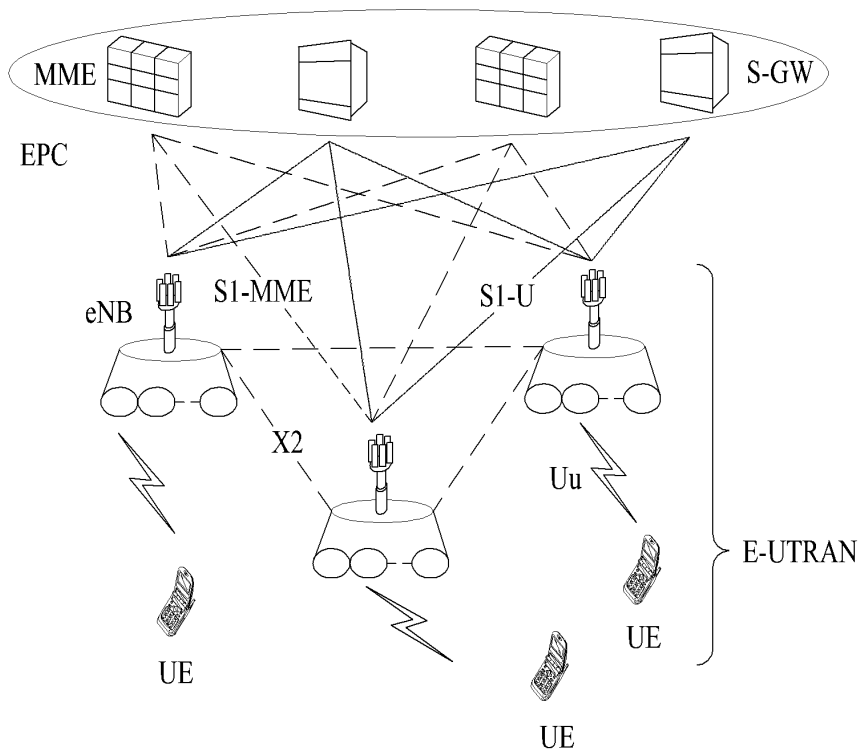 MME
S-GW
EPC
S1-MME
S1-U
eNB
X2
Uu
E-UTRAN
UE
UE
UE